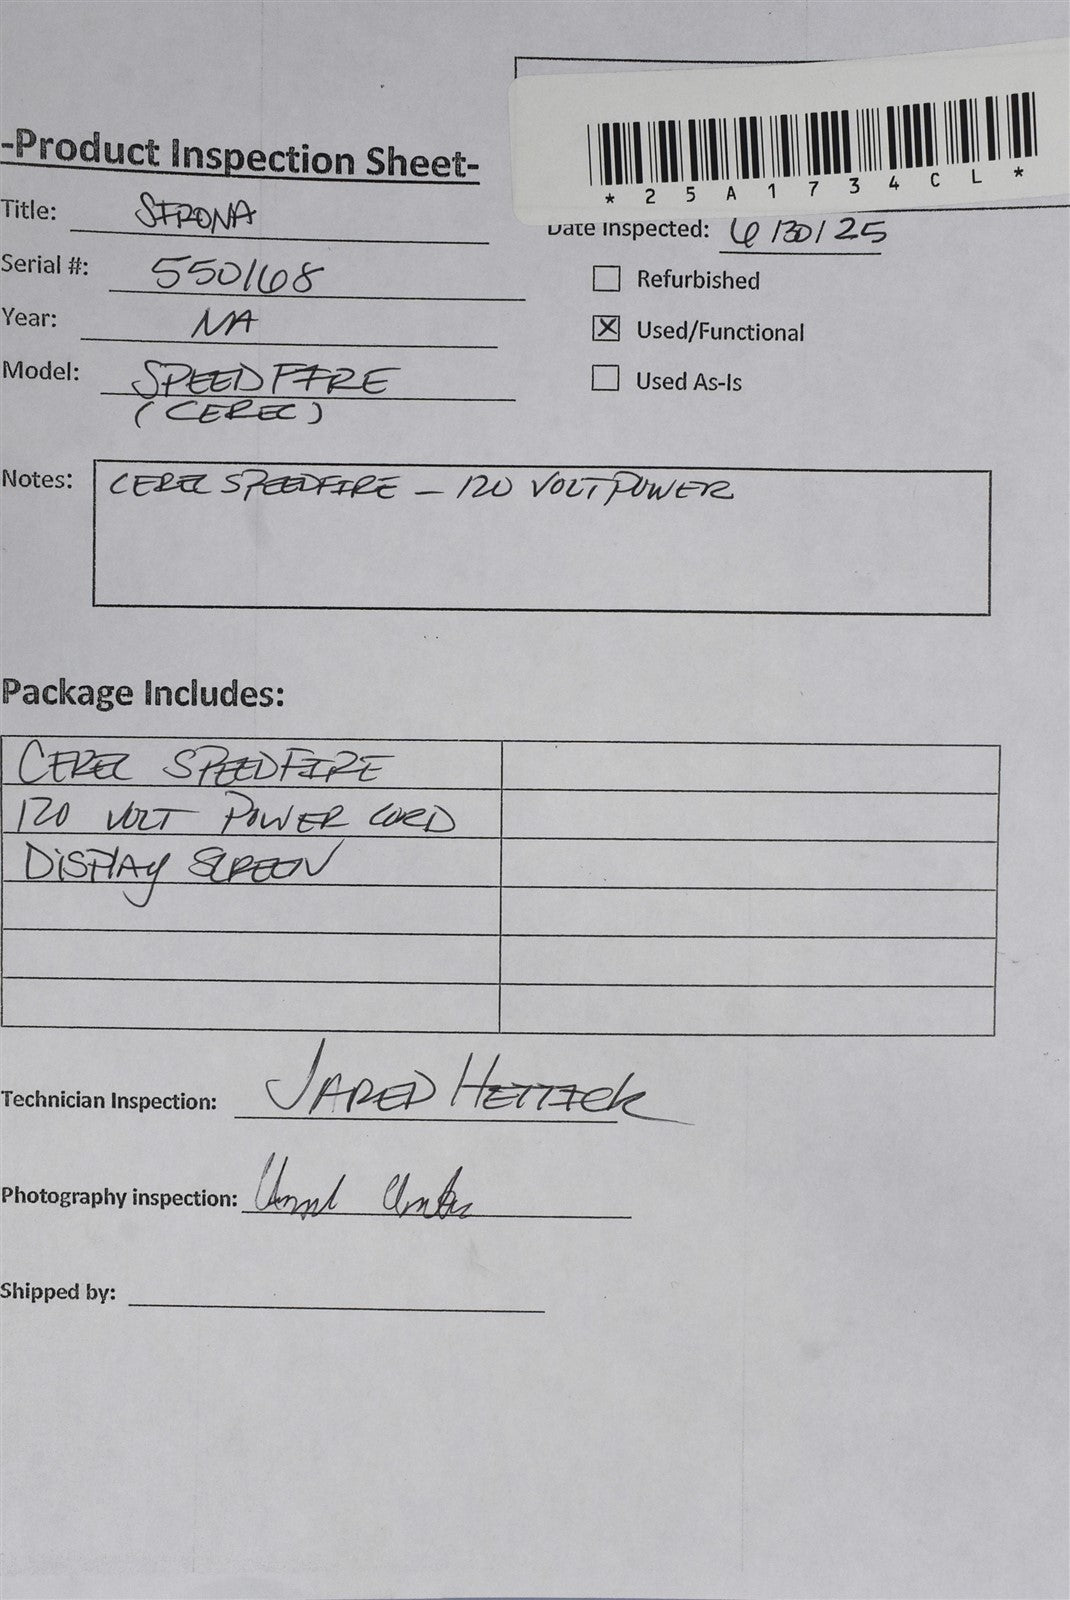 *25A1734CL*
-Product Inspection Sheet-
Title: SIRONA
Date Inspected: 6/30/25
Serial #: 550168
Refurbished
Year: NA
☒ Used/Functional
Model: SPEEDFIRE
(CEREC)
Used As-Is
Notes: CEREC SPEEDFIRE - 120 VOLT POWER
Package Includes:
CEREC SPEEDFIRE
120 VOLT POWER CORD
DISPLAY SCREEN
Technician Inspection: JARED HETTICK
Photography inspection:
Shipped by: